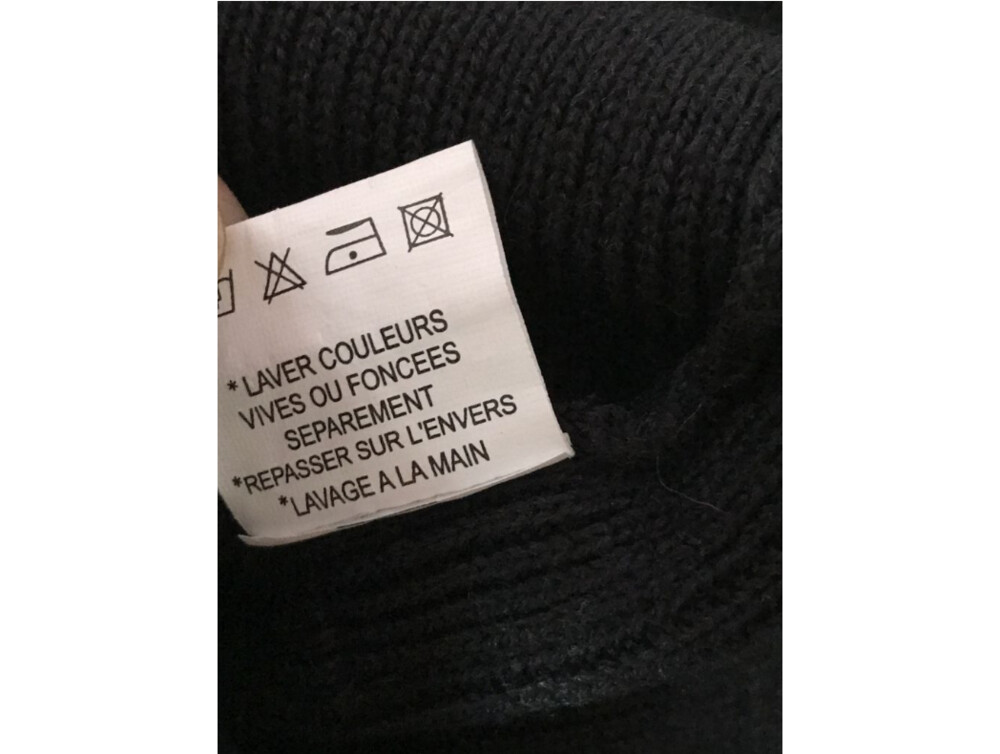 * LAVER COULEURS
VIVES OU FONCEES
SEPAREMENT
*REPASSER SUR L'ENVERS
*LAVAGE A LA MAIN